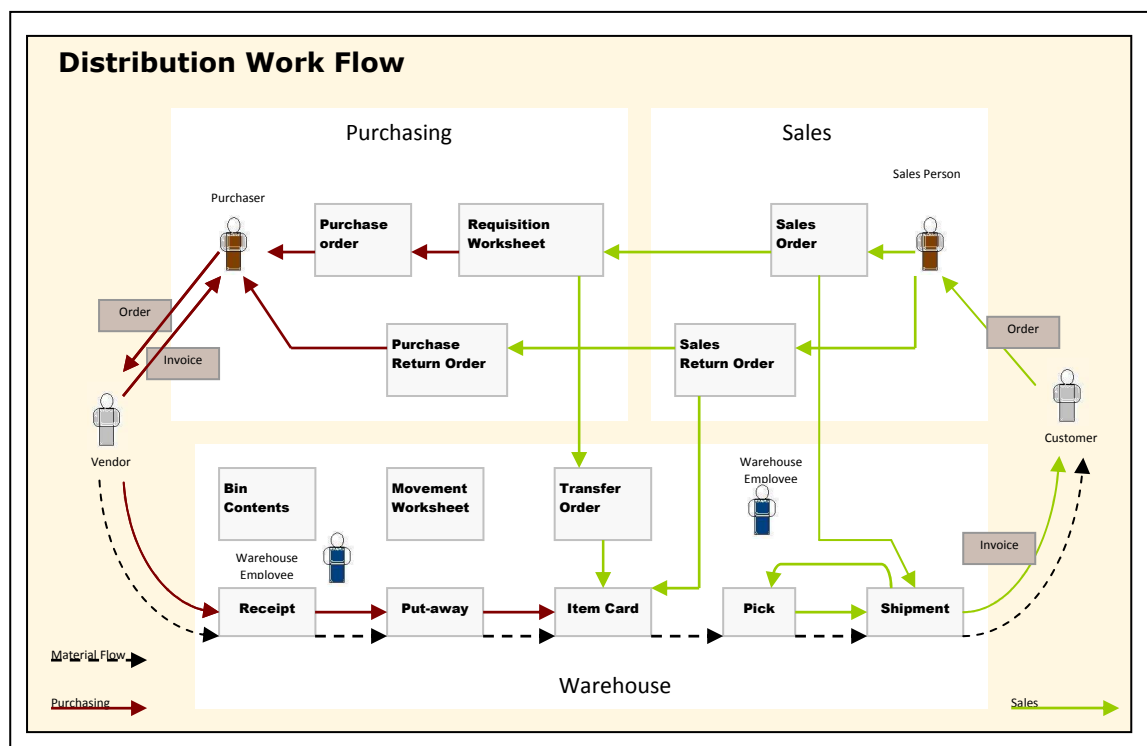 Distribution Work Flow
Purchasing
Sales
Purchaser
Sales Person
Purchase
order
Requisition
Worksheet
Sales
Order
Order
Invoice
Purchase
Return Order
Sales
Return Order
Order
Vendor
Customer
Bin
Contents
Movement
Worksheet
Transfer
Order
Warehouse
Employee
Warehouse
Employee
Invoice
Receipt
Put-away
Item Card
Pick
Shipment
Material Flow
Warehouse
Purchasing
Sales